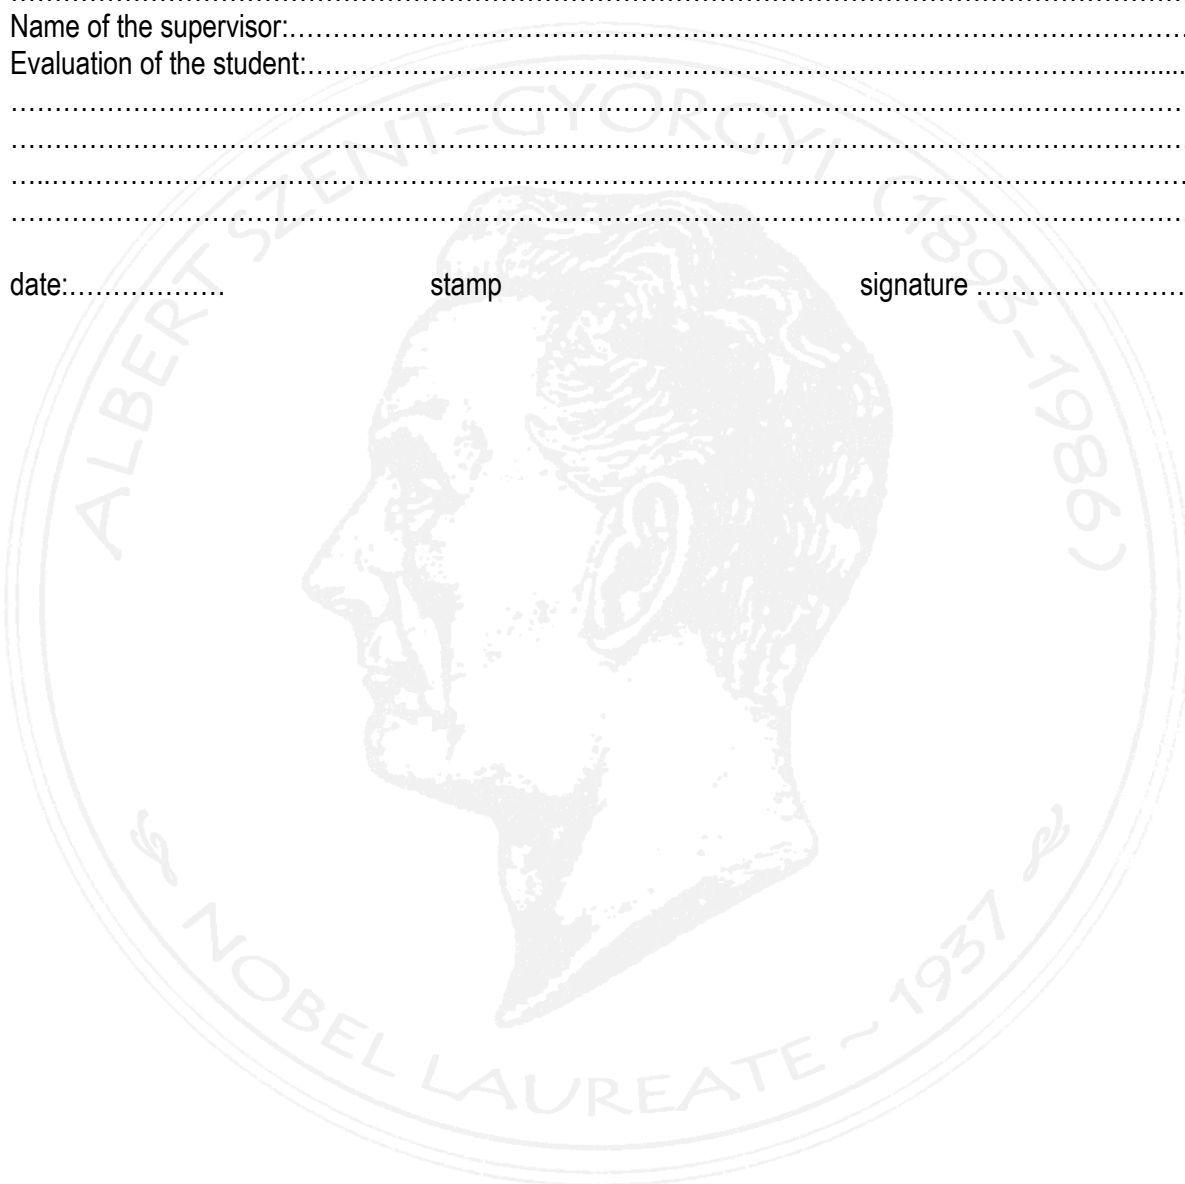 ……………………………………………………………………………………………………………………
Name of the supervisor:……………………………………………………………………………………………
Evaluation of the student:…………………………………………………………………………………..........
……………………………………………………………………………………………………………………
……………………………………………………………………………………………………………………
…..…………………………………………………………………………………………………………………
……………………………………………………………………………………………………………………
date:……………… stamp signature ……………………
ALBERT SZENT-GYÖRGYI (1893-1986)
NOBEL LAUREATE ~ 1937